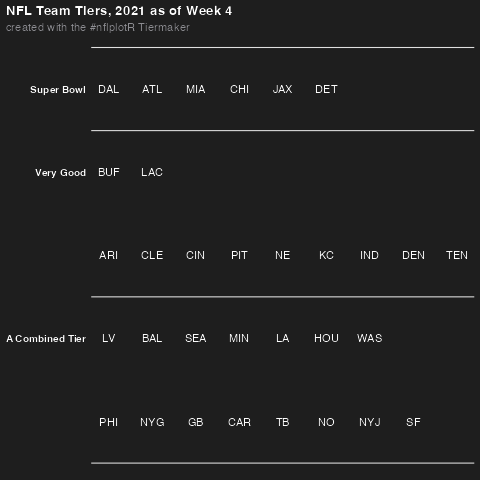 NFL Team Tiers, 2021 as of Week 4
created with the #nflplotR Tiermaker
Super Bowl DAL ATL MIA CHI JAX DET
Very Good BUF LAC
ARI CLE CIN PIT NE KC IND DEN TEN
A Combined Tier LV BAL SEA MIN LA HOU WAS
PHI NYG GB CAR TB NO NYJ SF